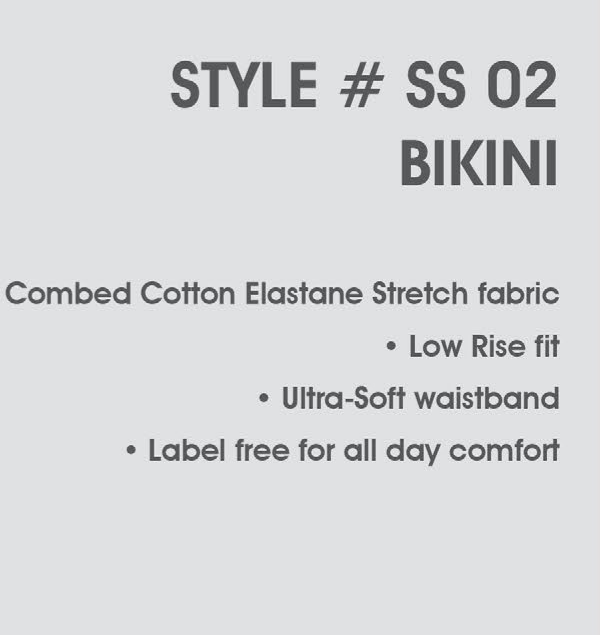 STYLE # SS 02
BIKINI
Combed Cotton Elastane Stretch fabric
• Low Rise fit
• Ultra-Soft waistband
• Label free for all day comfort